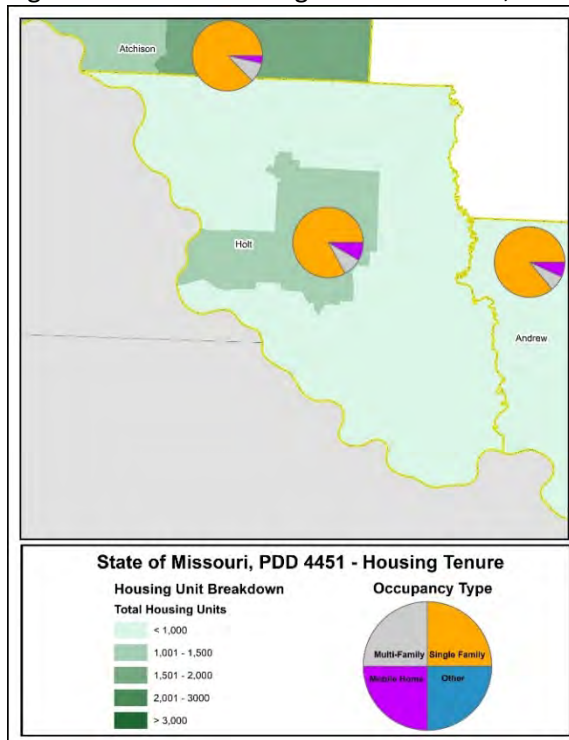 Atchison
Holt
Andrew
State of Missouri, PDD 4451 - Housing Tenure
Housing Unit Breakdown
Total Housing Units
< 1,000
1,001 - 1,500
1,501 - 2,000
2,001 - 3000
> 3,000
Occupancy Type
Multi-Family
Single Family
Mobile Home
Other